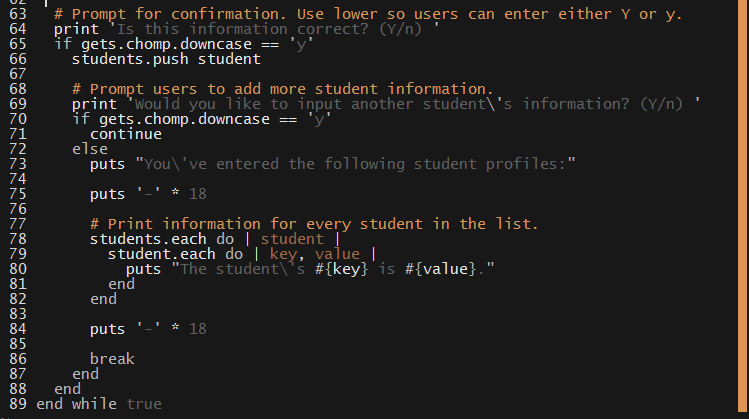 63 # Prompt for confirmation. Use lower so users can enter either Y or y.
64 print 'Is this information correct? (Y/n) '
65 if gets.chomp.downcase == 'y'
66 students.push student
67
68 # Prompt users to add more student information.
69 print 'Would you like to input another student\'s information? (Y/n) '
70 if gets.chomp.downcase == 'y'
71 continue
72 else
73 puts "You\'ve entered the following student profiles:"
74
75 puts '-' * 18
76
77 # Print information for every student in the list.
78 students.each do | student |
79 student.each do | key, value |
80 puts "The student\'s #{key} is #{value}."
81 end
82 end
83
84 puts '-' * 18
85
86 break
87 end
88 end
89 end while true